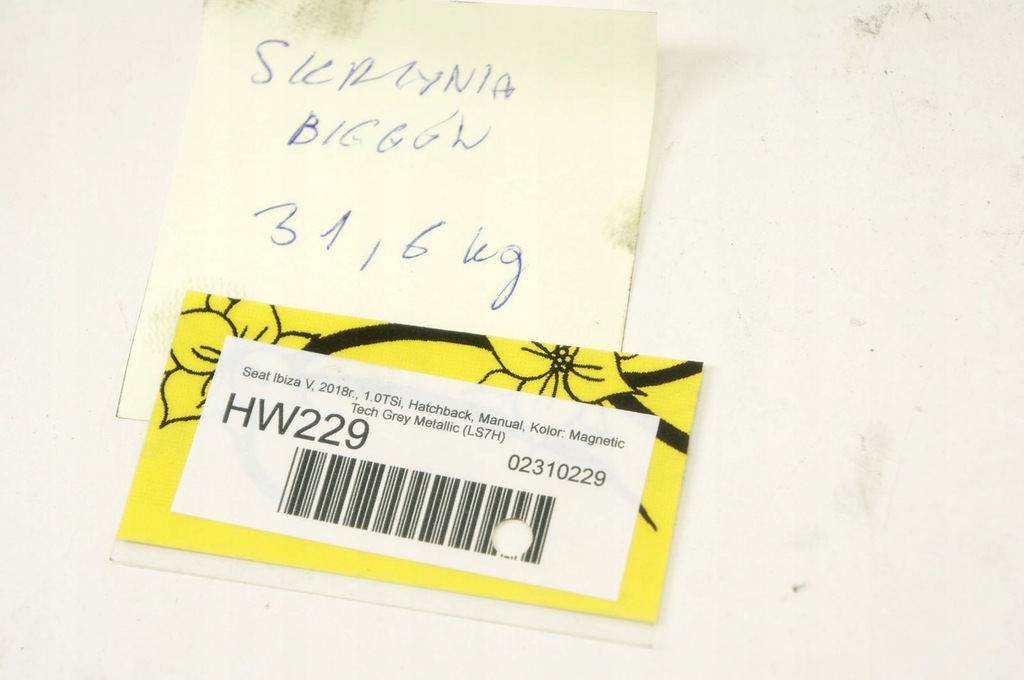 SKRZYNIA
BIEGÓW
31,6 kg
Seat Ibiza V, 2018r., 1.0TSi, Hatchback, Manual, Kolor: Magnetic
Tech Grey Metallic (LS7H)
HW229
02310229